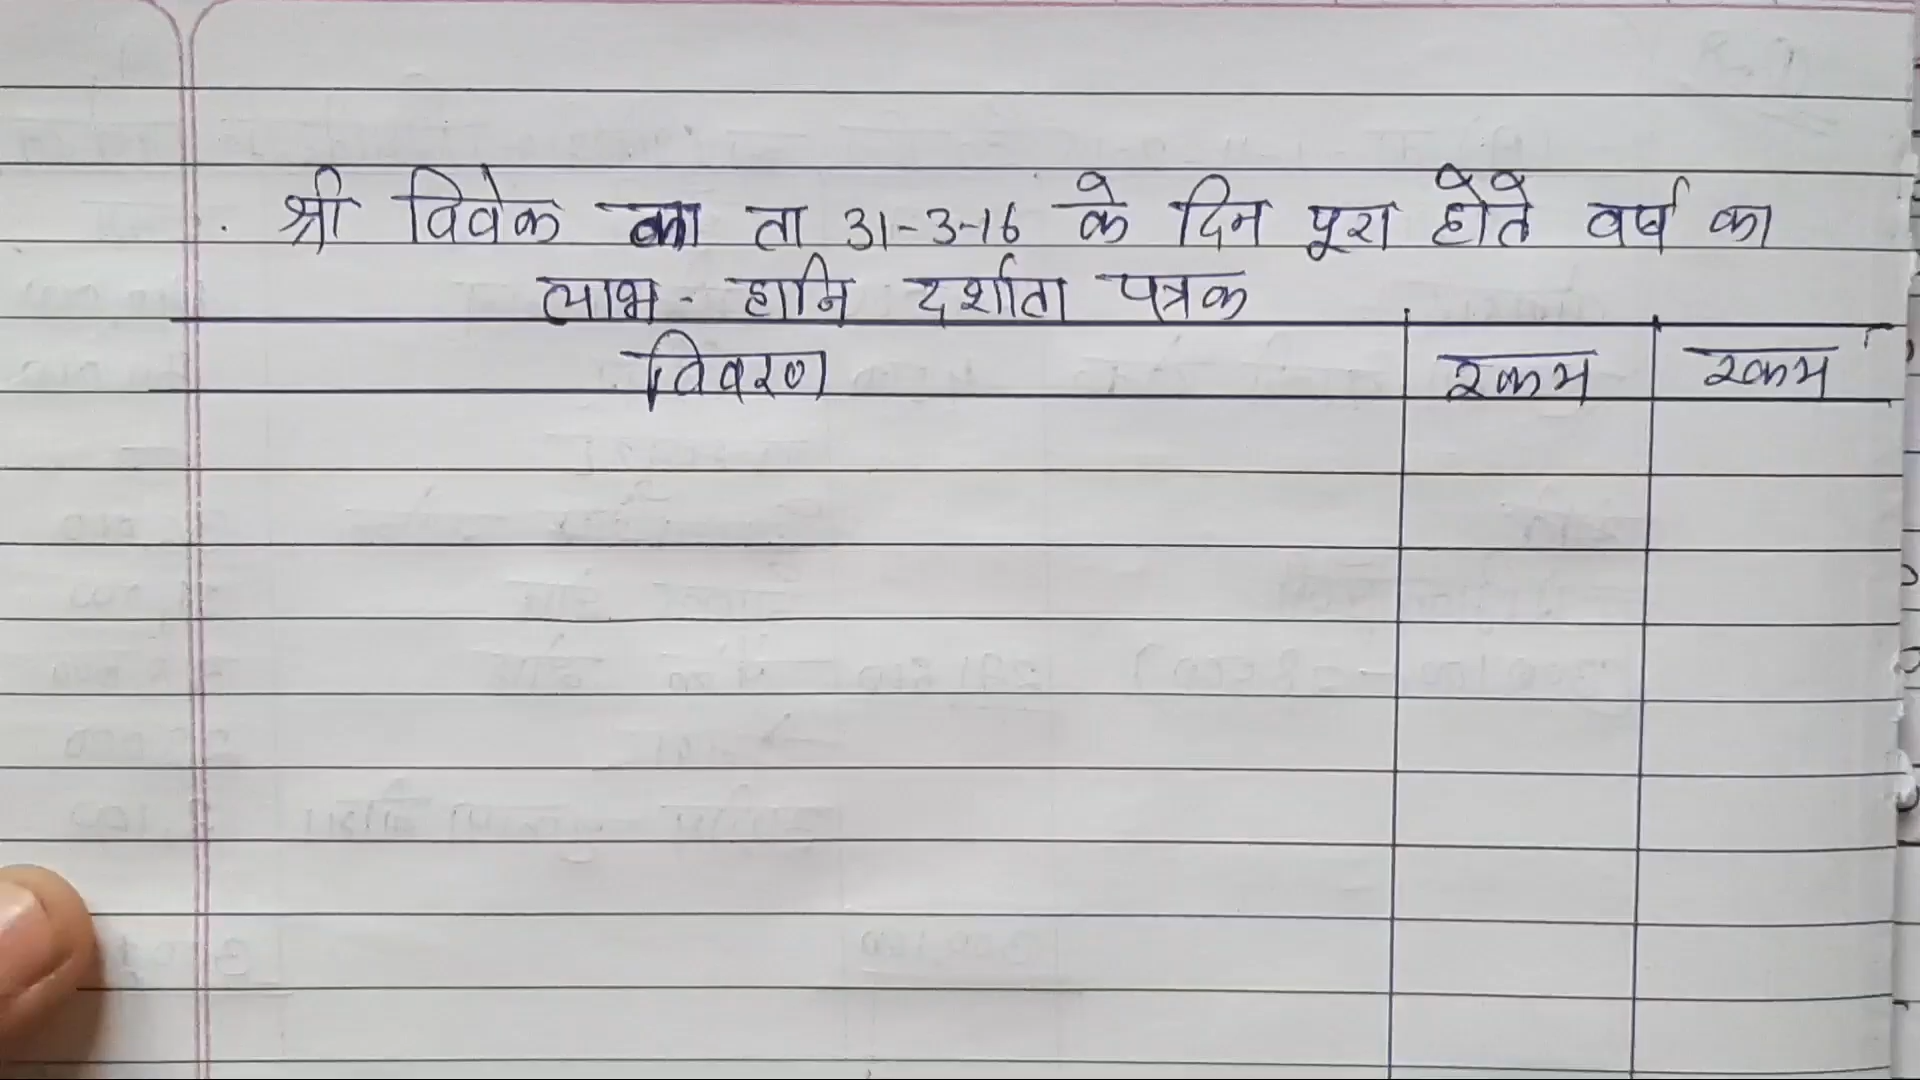 श्री विवेक का ता 31-3-16 के दिन पूरा होते वर्ष का
लाभ - हानि दर्शाता पत्रक
विवरण रकम रकम